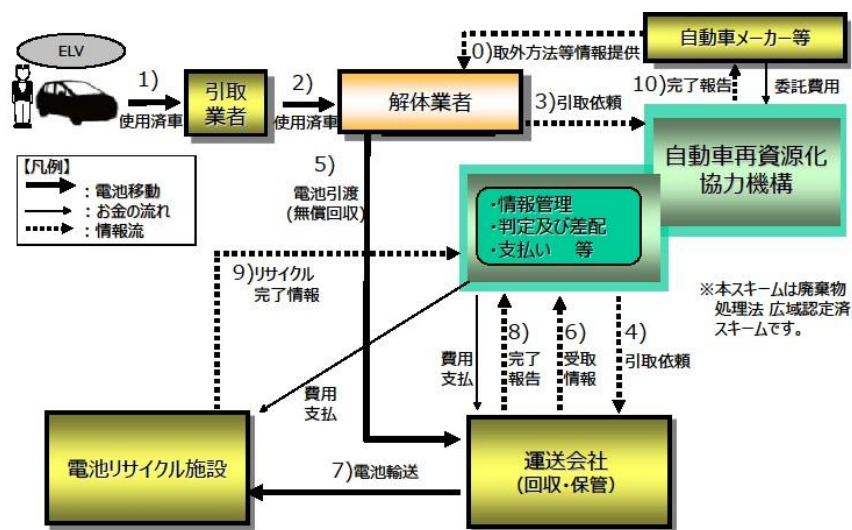 ELV
0)取外方法等情報提供
自動車メーカー等
1)
使用済車
引取
業者
2)
使用済車
解体業者
3)引取依頼
10)完了報告
委託費用
自動車再資源化
協力機構
【凡例】
：電池移動
：お金の流れ
：情報流
5)
電池引渡
(無償回収)
・情報管理
・判定及び差配
・支払い 等
9)リサイクル
完了情報
※本スキームは廃棄物
処理法 広域認定済
スキームです。
費用
支払
8)
完了
報告
6)
受取
情報
4)
引取依頼
費用
支払
電池リサイクル施設
7)電池輸送
運送会社
(回収・保管)